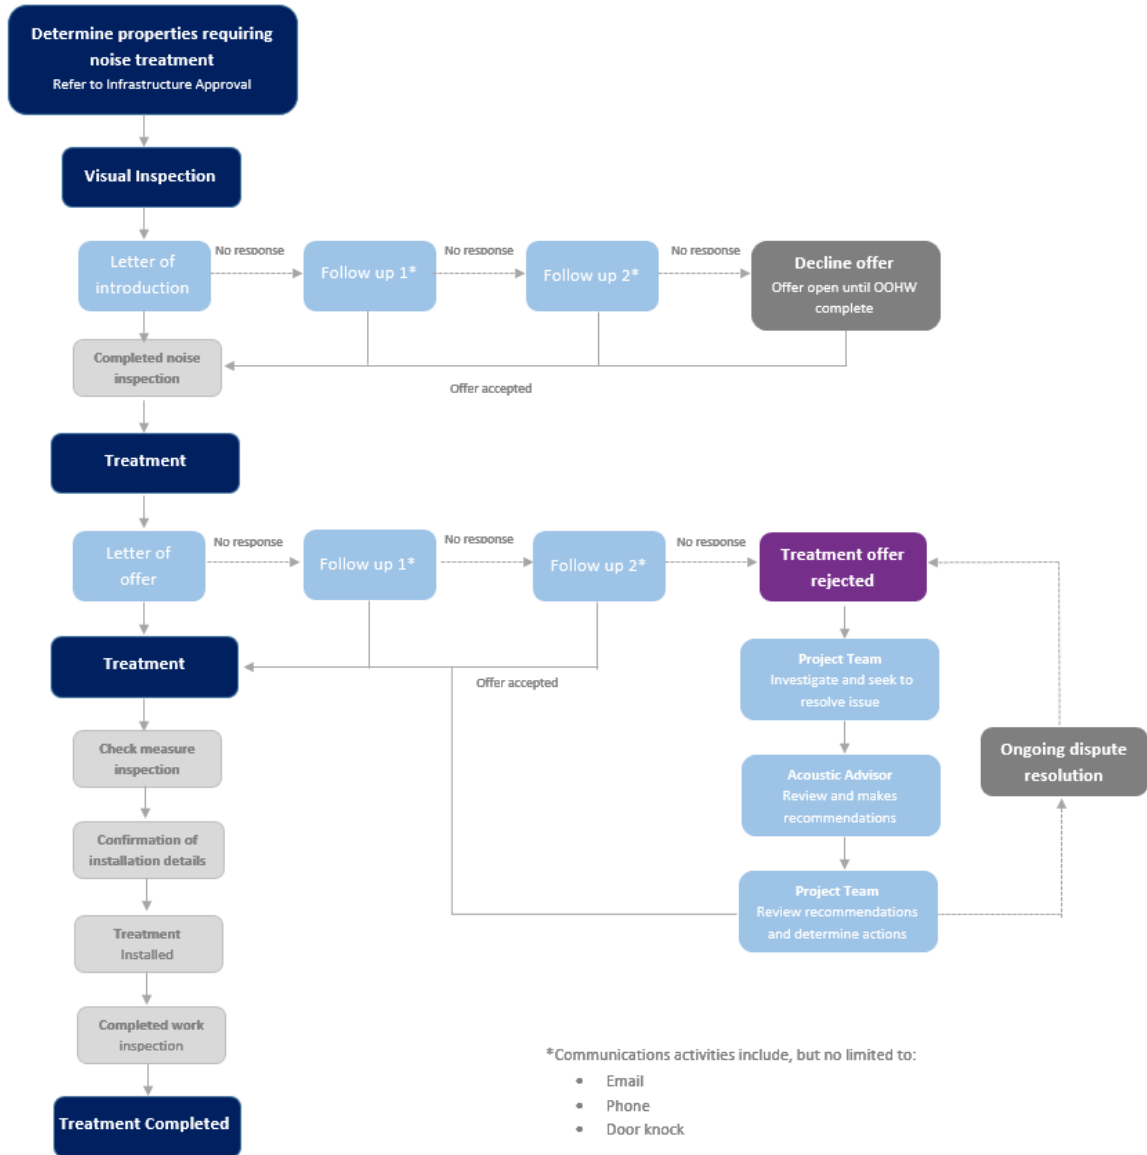 Determine properties requiring
noise treatment
Refer to Infrastructure Approval
Visual Inspection
Letter of
introduction
No response
Follow up 1*
No response
Follow up 2*
No response
Decline offer
Offer open until OOHW
complete
Completed noise
inspection
Offer accepted
Treatment
Letter of
offer
No response
Follow up 1*
No response
Follow up 2*
No response
Treatment offer
rejected
Treatment
Offer accepted
Project Team
Investigate and seek to
resolve issue
Check measure
inspection
Acoustic Advisor
Review and makes
recommendations
Ongoing dispute
resolution
Confirmation of
installation details
Project Team
Review recommendations
and determine actions
Treatment
Installed
Completed work
inspection
Treatment Completed
*Communications activities include, but no limited to:
• Email
• Phone
• Door knock